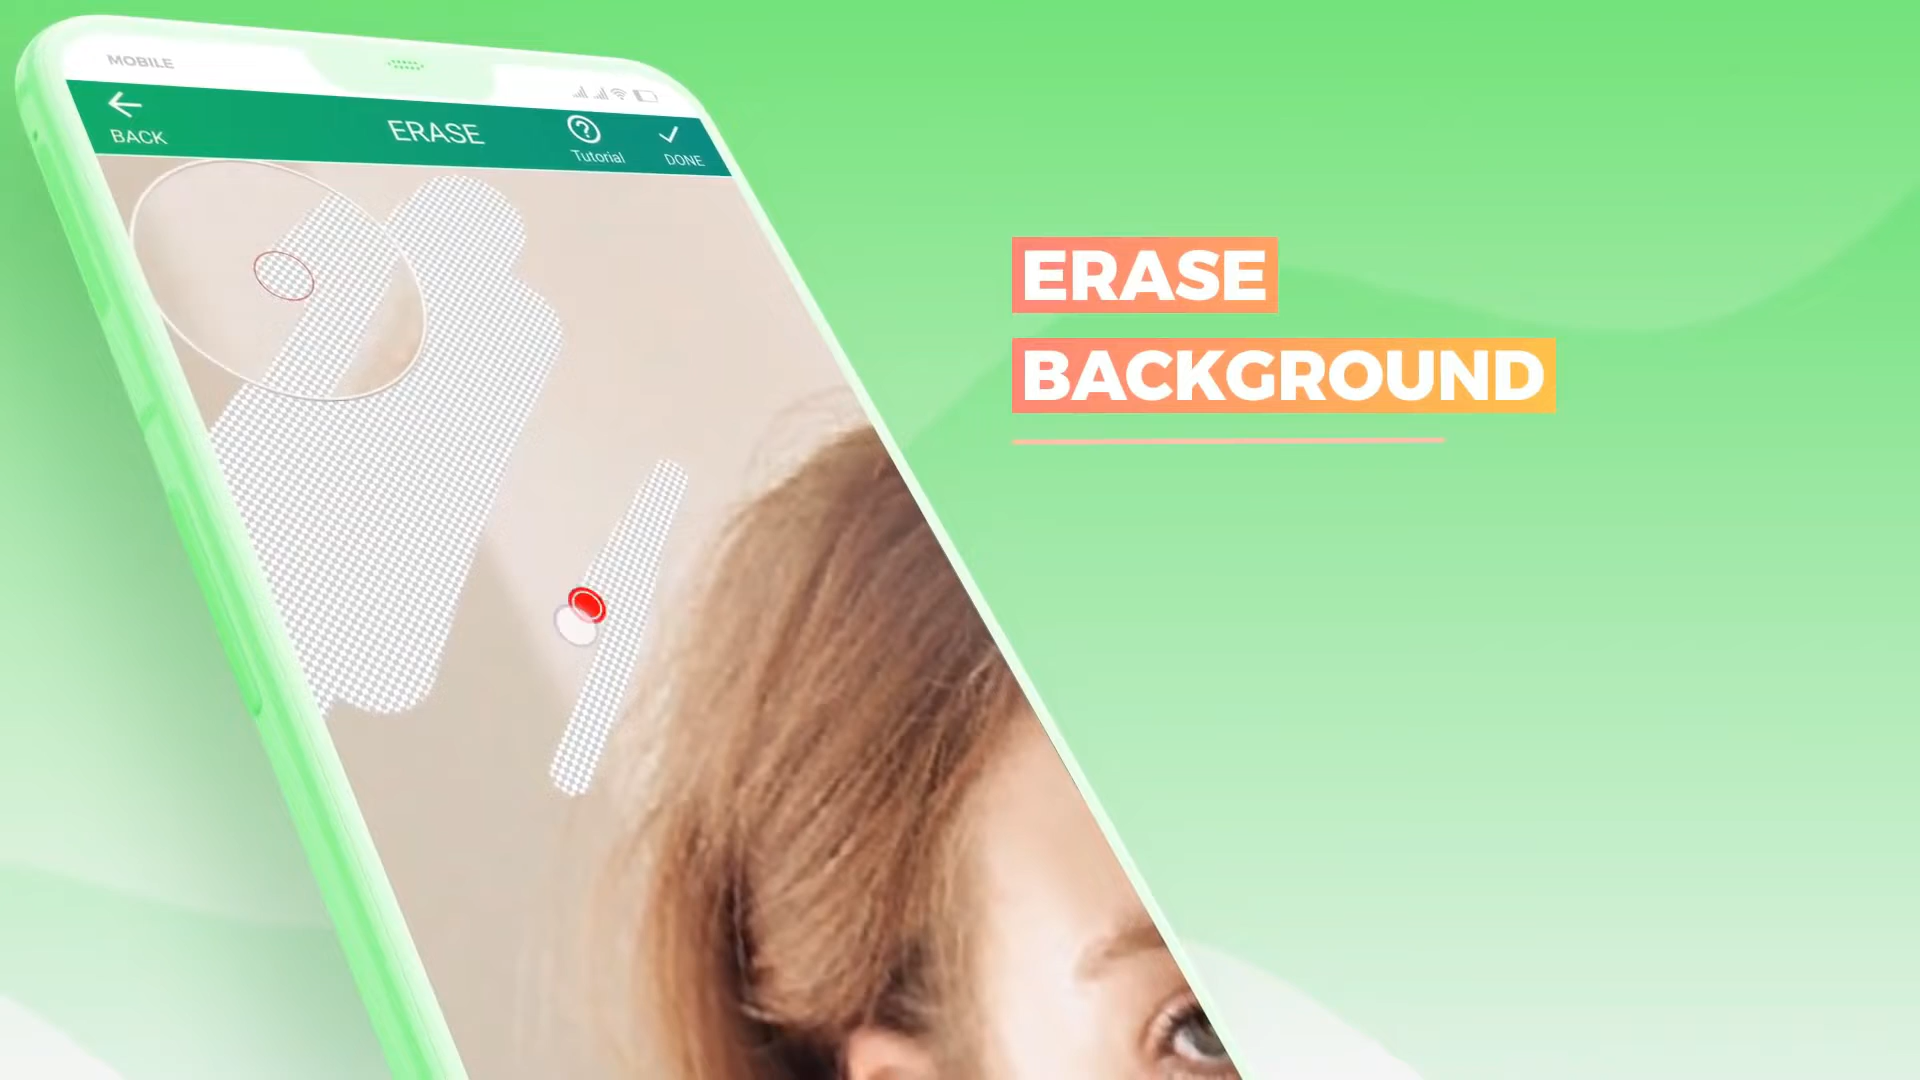 MOBILE
BACK
ERASE
Tutorial
DONE
ERASE
BACKGROUND